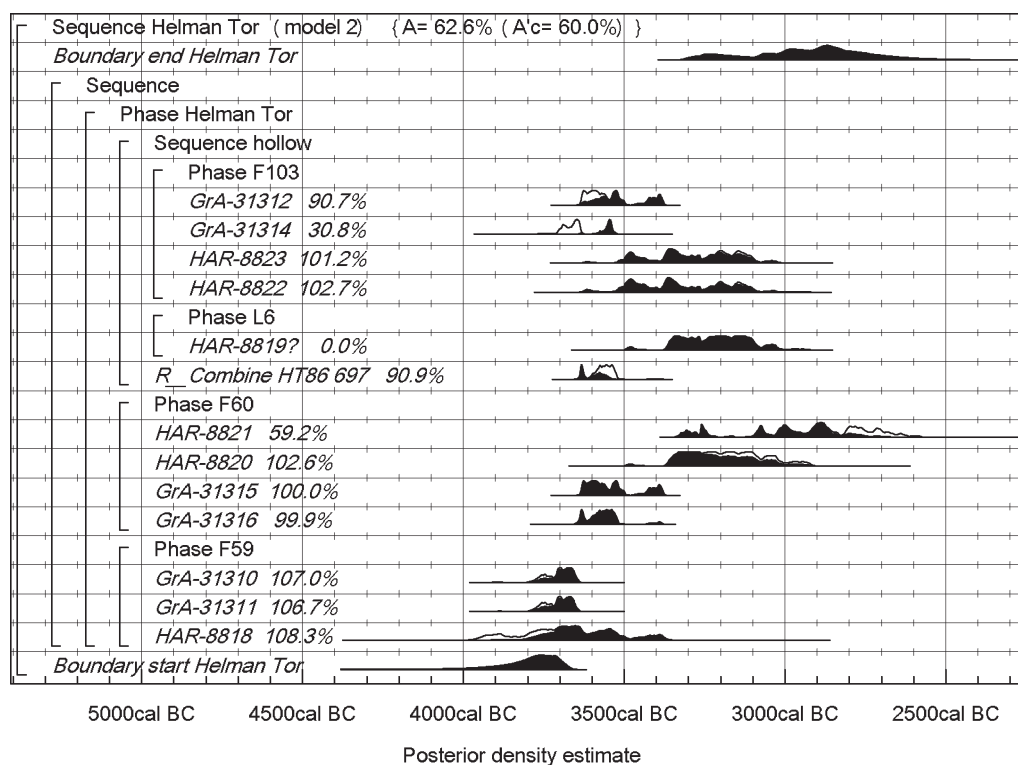 Sequence Helman Tor ( model 2) { A= 62.6% ( A'c= 60.0%) }
Boundary end Helman Tor
Sequence
Phase Helman Tor
Sequence hollow
Phase F103
GrA-31312 90.7%
GrA-31314 30.8%
HAR-8823 101.2%
HAR-8822 102.7%
Phase L6
HAR-8819? 0.0%
R_ Combine HT86 697 90.9%
Phase F60
HAR-8821 59.2%
HAR-8820 102.6%
GrA-31315 100.0%
GrA-31316 99.9%
Phase F59
GrA-31310 107.0%
GrA-31311 106.7%
HAR-8818 108.3%
Boundary start Helman Tor
5000cal BC 4500cal BC 4000cal BC 3500cal BC 3000cal BC 2500cal BC
Posterior density estimate